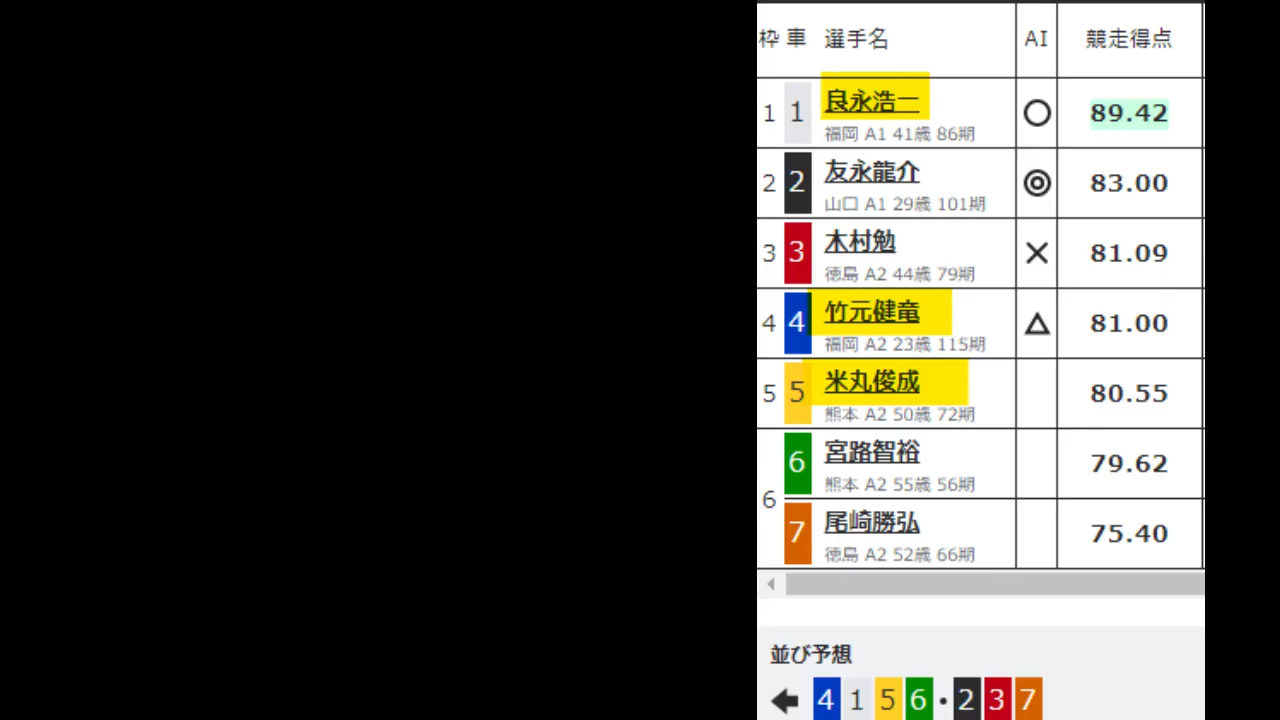 枠 車 選手名 AI 競走得点
1 1 良永浩一 ○ 89.42
福岡 A1 41歳 86期
2 2 友永龍介 ◎ 83.00
山口 A1 29歳 101期
3 3 木村勉 × 81.09
徳島 A2 44歳 79期
4 4 竹元健竜 △ 81.00
福岡 A2 23歳 115期
5 5 米丸俊成 80.55
熊本 A2 50歳 72期
6 6 宮路智裕 79.62
熊本 A2 55歳 56期
7 尾崎勝弘 75.40
徳島 A2 52歳 66期
並び予想
← 4 1 5 6 ・ 2 3 7